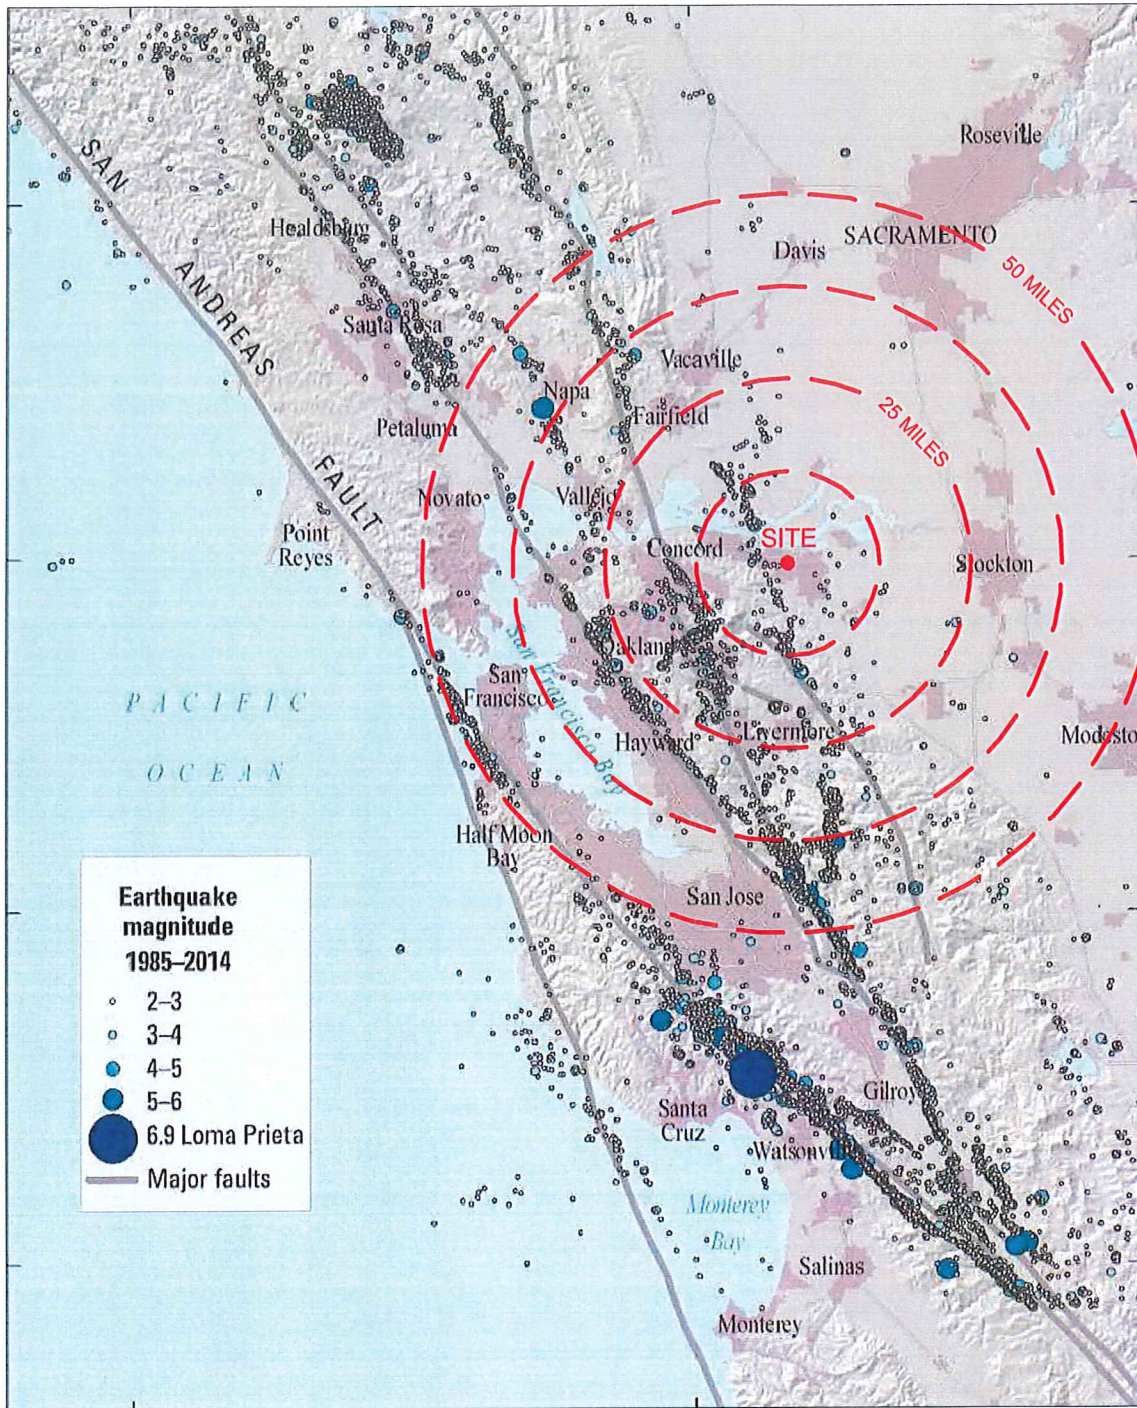 Roseville
SAN
ANDREAS
FAULT
Healdsburg
SACRAMENTO
Davis
50 MILES
Santa Rosa
Vacaville
Napa
Fairfield
25 MILES
Petaluma
Novato
Vallejo
Point
Reyes
SITE
Concord
Stockton
Oakland
San Francisco Bay
San
Francisco
PACIFIC
OCEAN
Hayward
Livermore
Modesto
Half Moon
Bay
San Jose
Earthquake
magnitude
1985–2014
2–3
3–4
4–5
5–6
6.9 Loma Prieta
Major faults
Gilroy
Santa
Cruz
Watsonville
Monterey
Bay
Salinas
Monterey